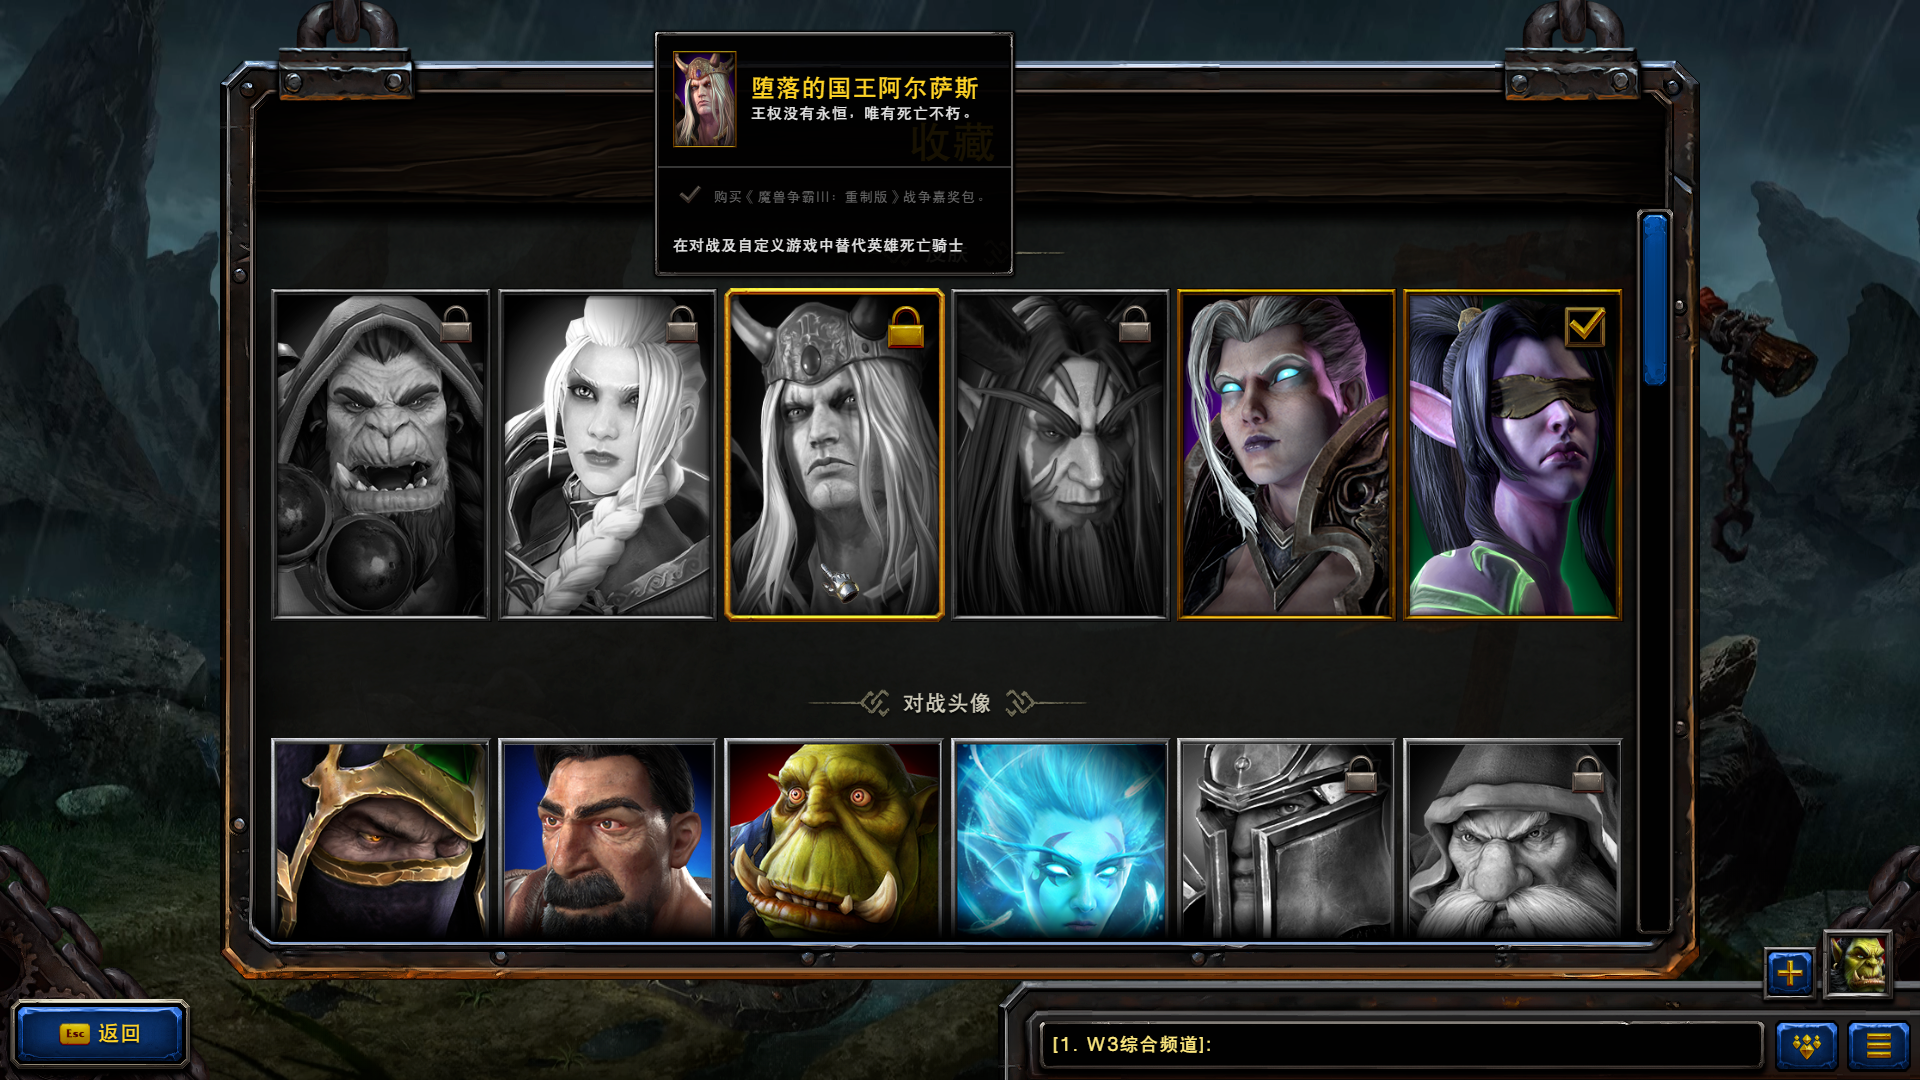 堕落的国王阿尔萨斯
王权没有永恒，唯有死亡不朽。
收藏
购买《魔兽争霸III：重制版》战争嘉奖包。
在对战及自定义游戏中替代英雄死亡骑士
皮肤
对战头像
Esc 返回
[1. W3综合频道]: